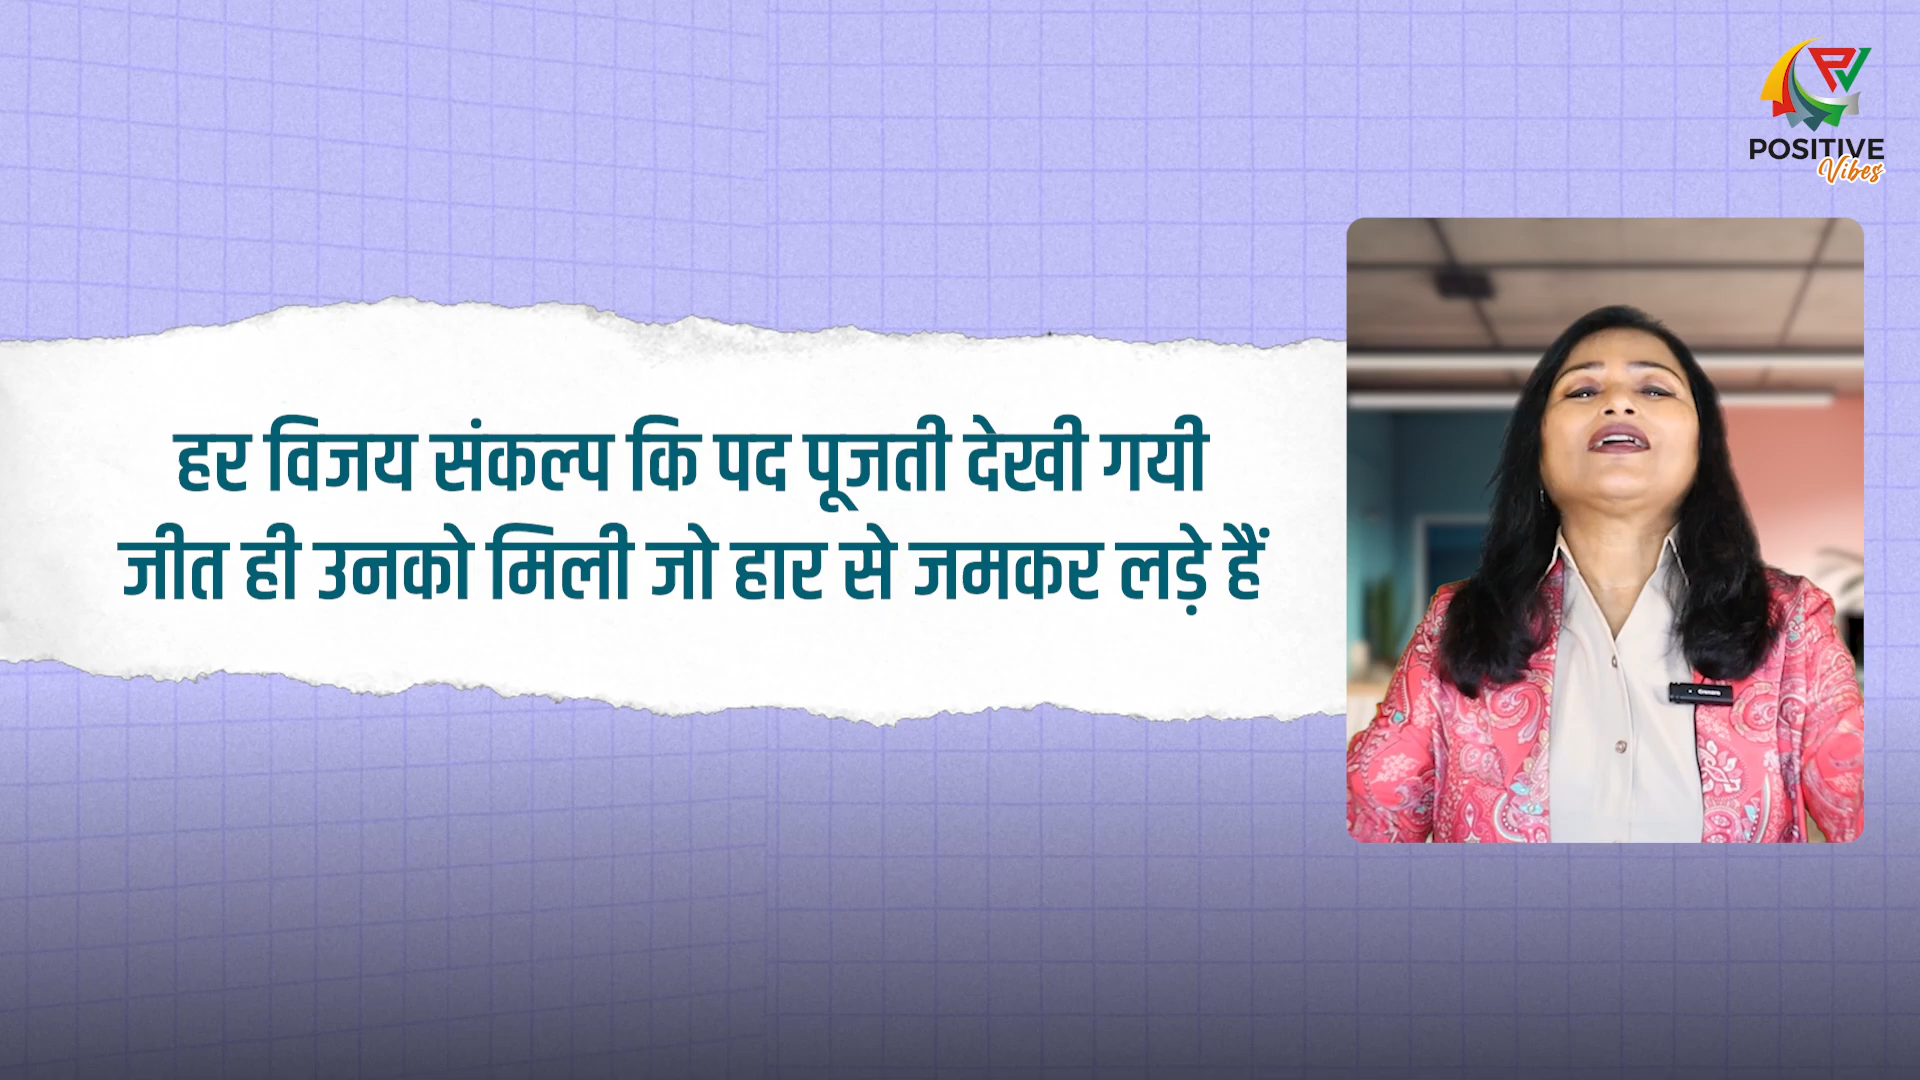 POSITIVE
Vibes
हर विजय संकल्प कि पद पूजती देखी गयी
जीत ही उनको मिली जो हार से जमकर लड़े हैं